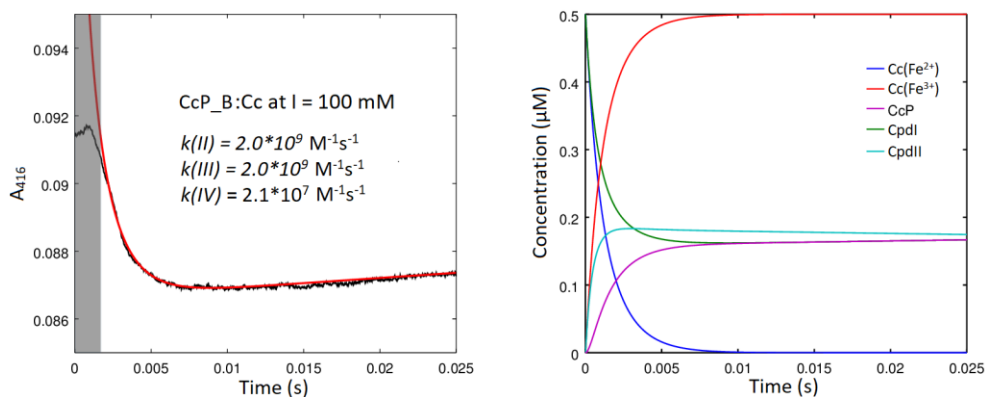 0.094
0.092
0.09
0.088
0.086
A416
CcP_B:Cc at I = 100 mM
k(II) = 2.0*10⁹ M⁻¹s⁻¹
k(III) = 2.0*10⁹ M⁻¹s⁻¹
k(IV) = 2.1*10⁷ M⁻¹s⁻¹
0 0.005 0.01 0.015 0.02 0.025
Time (s)
0.5
0.4
0.3
0.2
0.1
0
Concentration (µM)
Cc(Fe²⁺)
Cc(Fe³⁺)
CcP
CpdI
CpdII
0 0.005 0.01 0.015 0.02 0.025
Time (s)